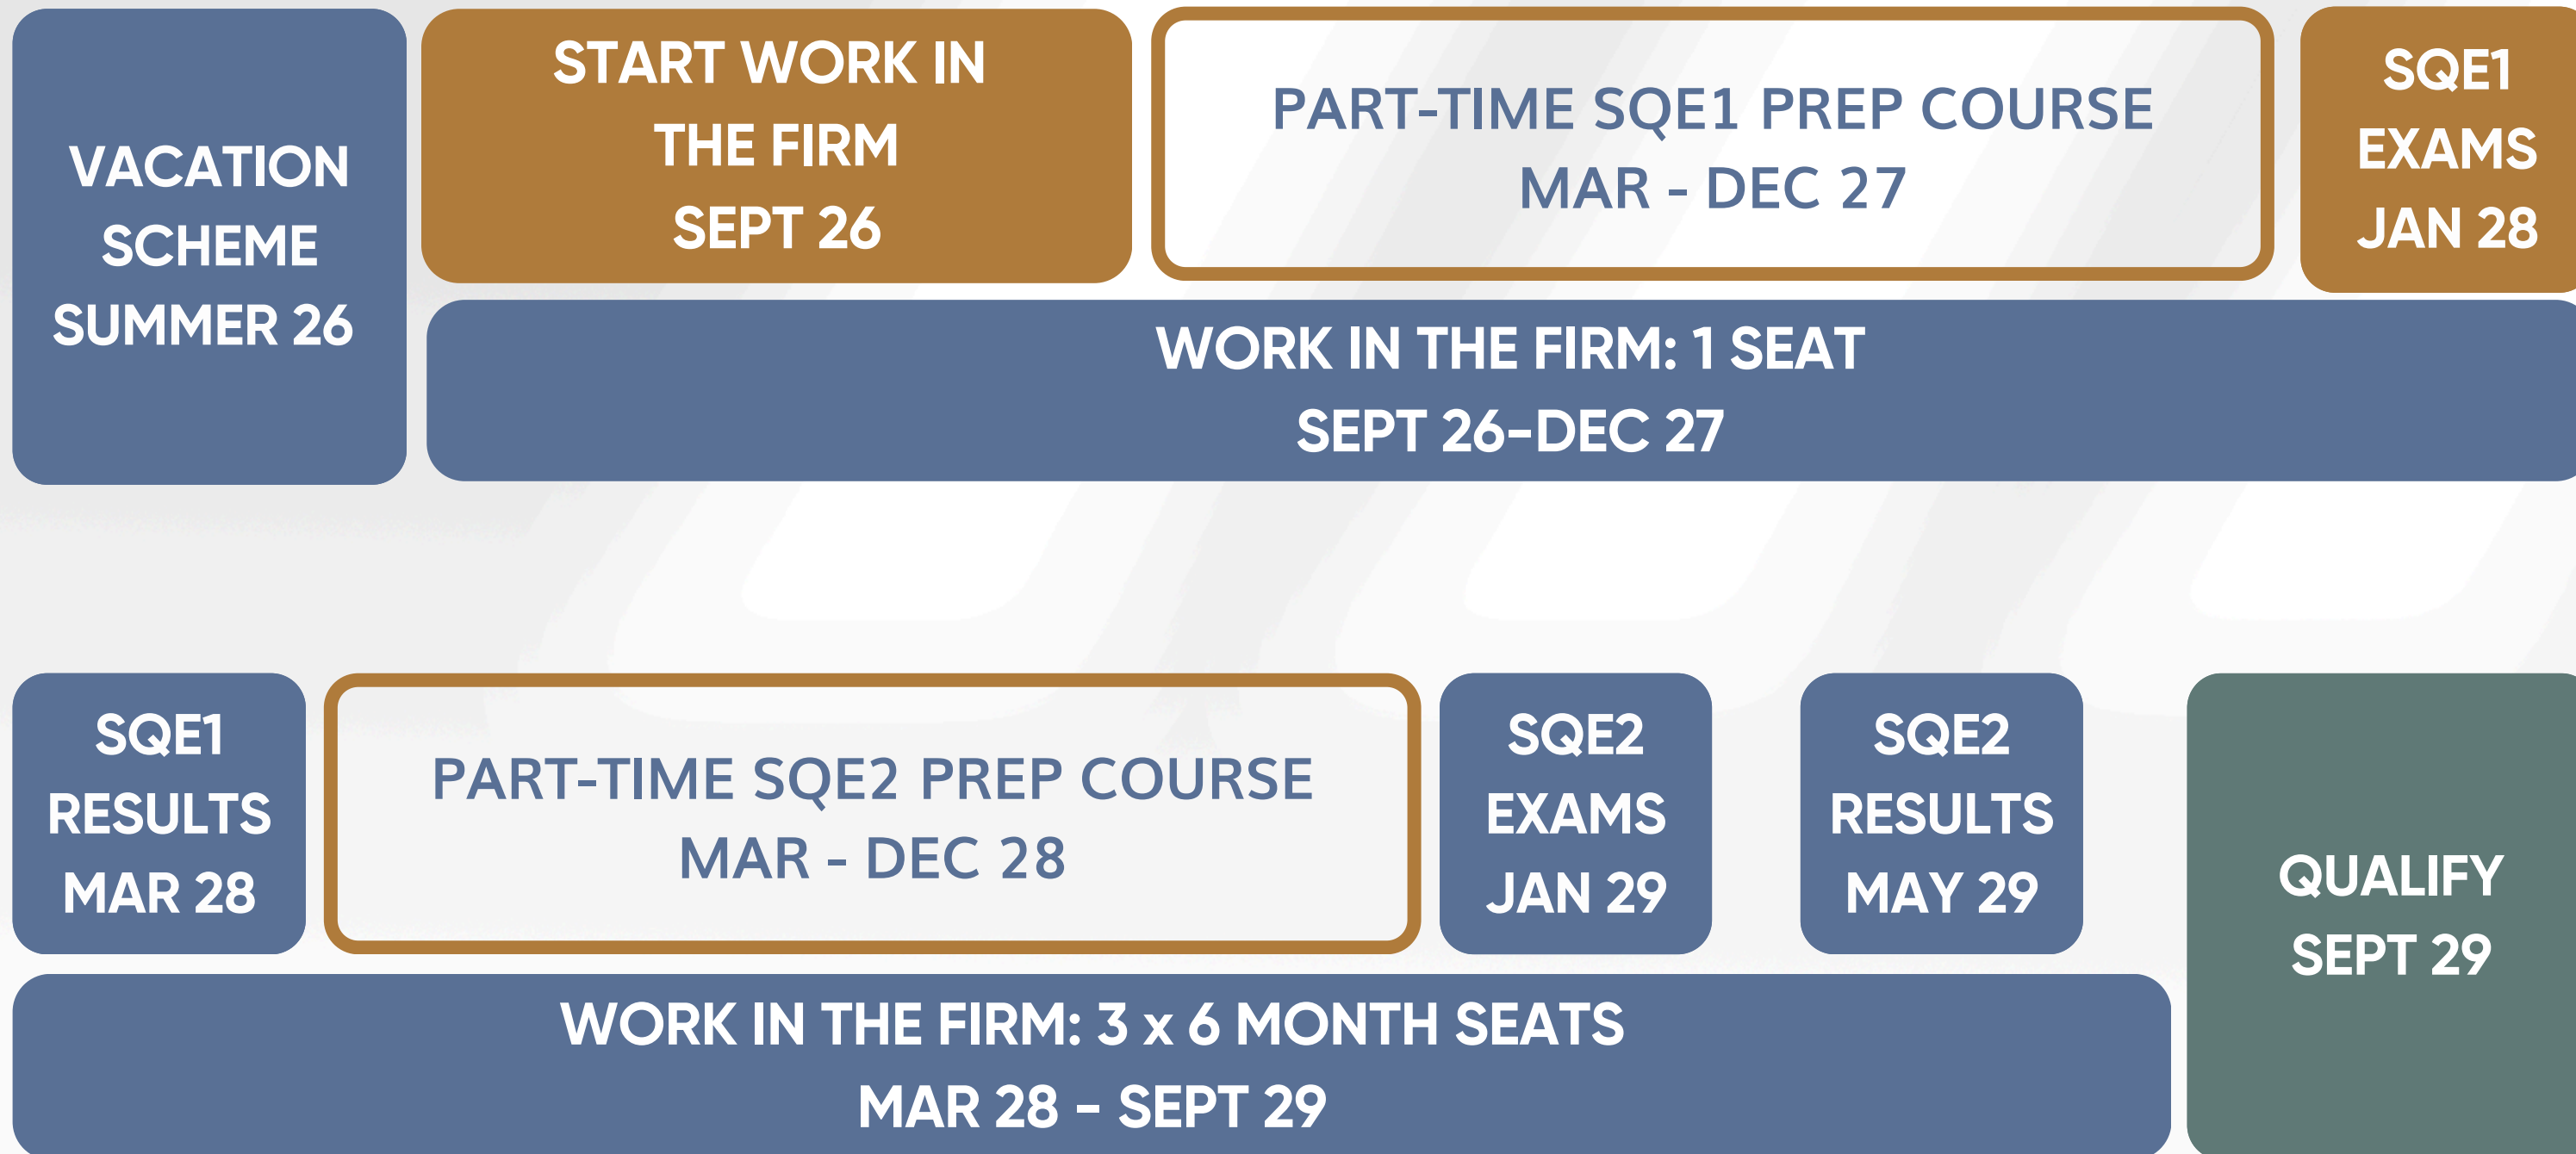 VACATION
SCHEME
SUMMER 26
START WORK IN
THE FIRM
SEPT 26
PART-TIME SQE1 PREP COURSE
MAR - DEC 27
SQE1
EXAMS
JAN 28
WORK IN THE FIRM: 1 SEAT
SEPT 26-DEC 27
SQE1
RESULTS
MAR 28
PART-TIME SQE2 PREP COURSE
MAR - DEC 28
SQE2
EXAMS
JAN 29
SQE2
RESULTS
MAY 29
QUALIFY
SEPT 29
WORK IN THE FIRM: 3 x 6 MONTH SEATS
MAR 28 - SEPT 29